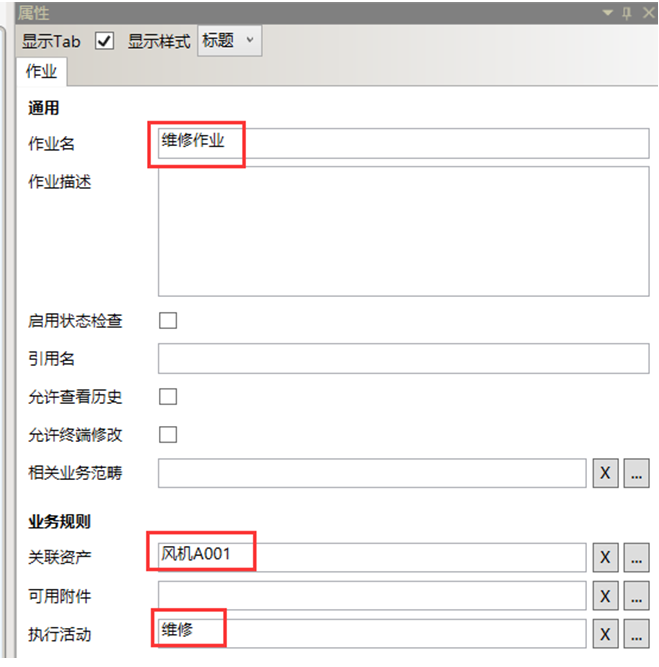 属性
显示Tab 显示样式 标题
作业
通用
作业名 维修作业
作业描述
启用状态检查
引用名
允许查看历史
允许终端修改
相关业务范畴 X ...
业务规则
关联资产 风机A001 X ...
可用附件 X ...
执行活动 维修 X ...